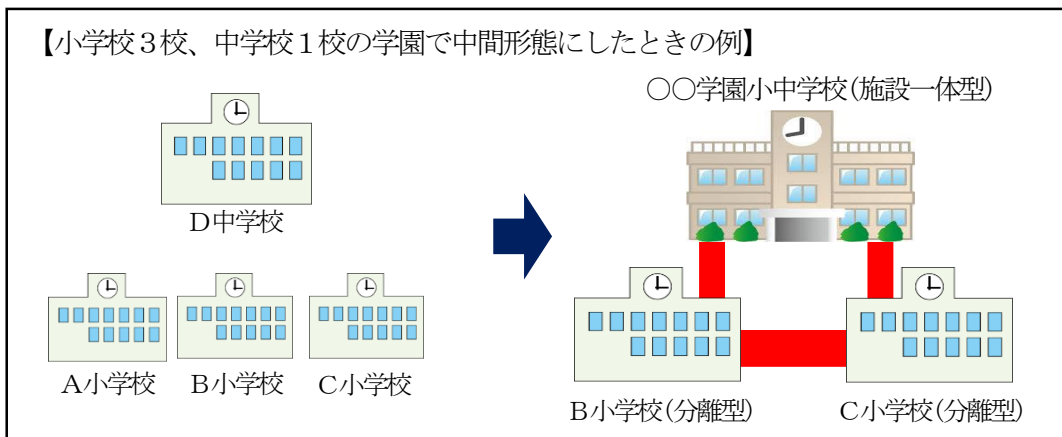 【小学校３校、中学校１校の学園で中間形態にしたときの例】
〇〇学園小中学校(施設一体型)
Ｄ中学校
Ａ小学校
Ｂ小学校
Ｃ小学校
Ｂ小学校(分離型)
Ｃ小学校(分離型)